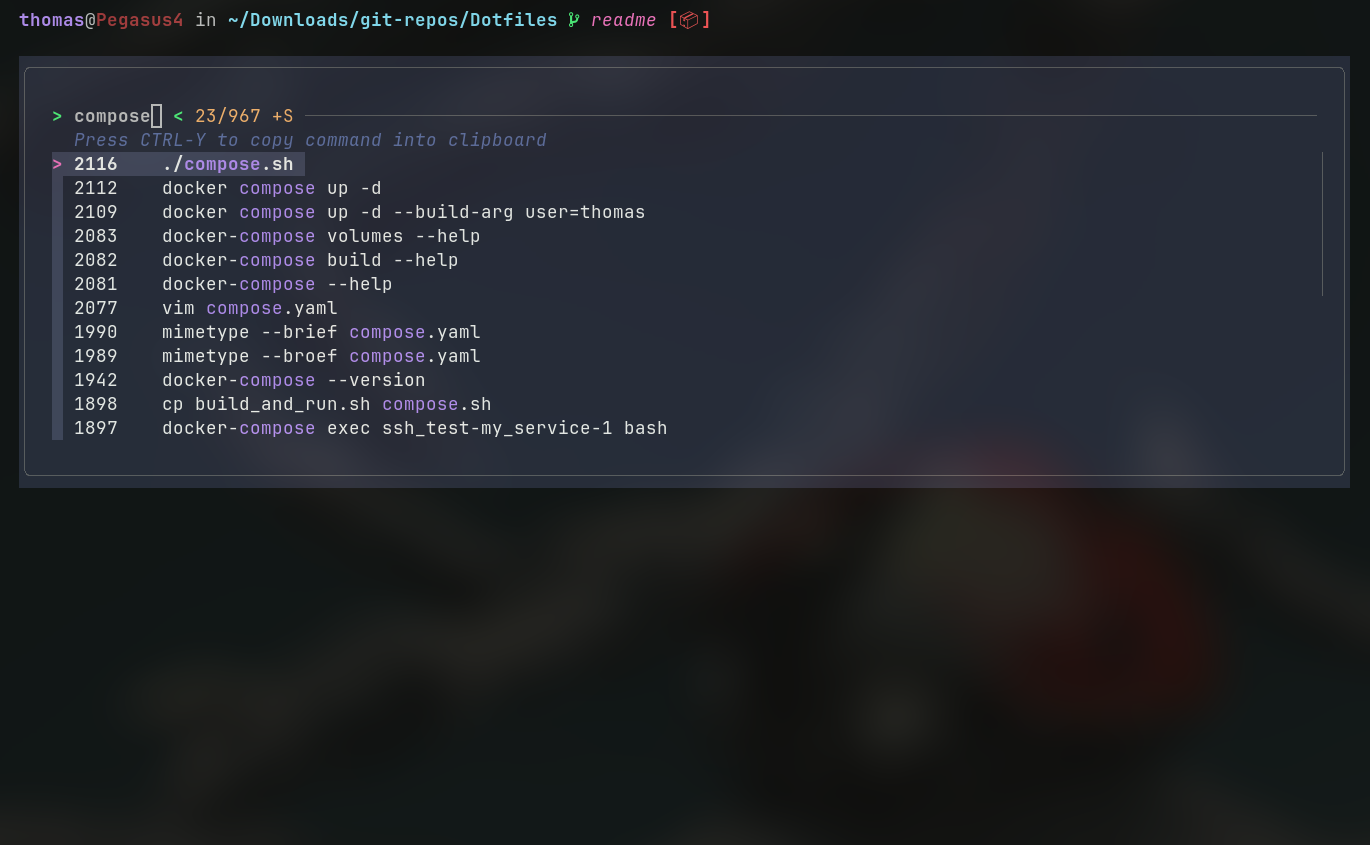 thomas@Pegasus4 in ~/Downloads/git-repos/Dotfiles readme []
> compose < 23/967 +S
Press CTRL-Y to copy command into clipboard
> 2116 ./compose.sh
2112 docker compose up -d
2109 docker compose up -d --build-arg user=thomas
2083 docker-compose volumes --help
2082 docker-compose build --help
2081 docker-compose --help
2077 vim compose.yaml
1990 mimetype --brief compose.yaml
1989 mimetype --broef compose.yaml
1942 docker-compose --version
1898 cp build_and_run.sh compose.sh
1897 docker-compose exec ssh_test-my_service-1 bash